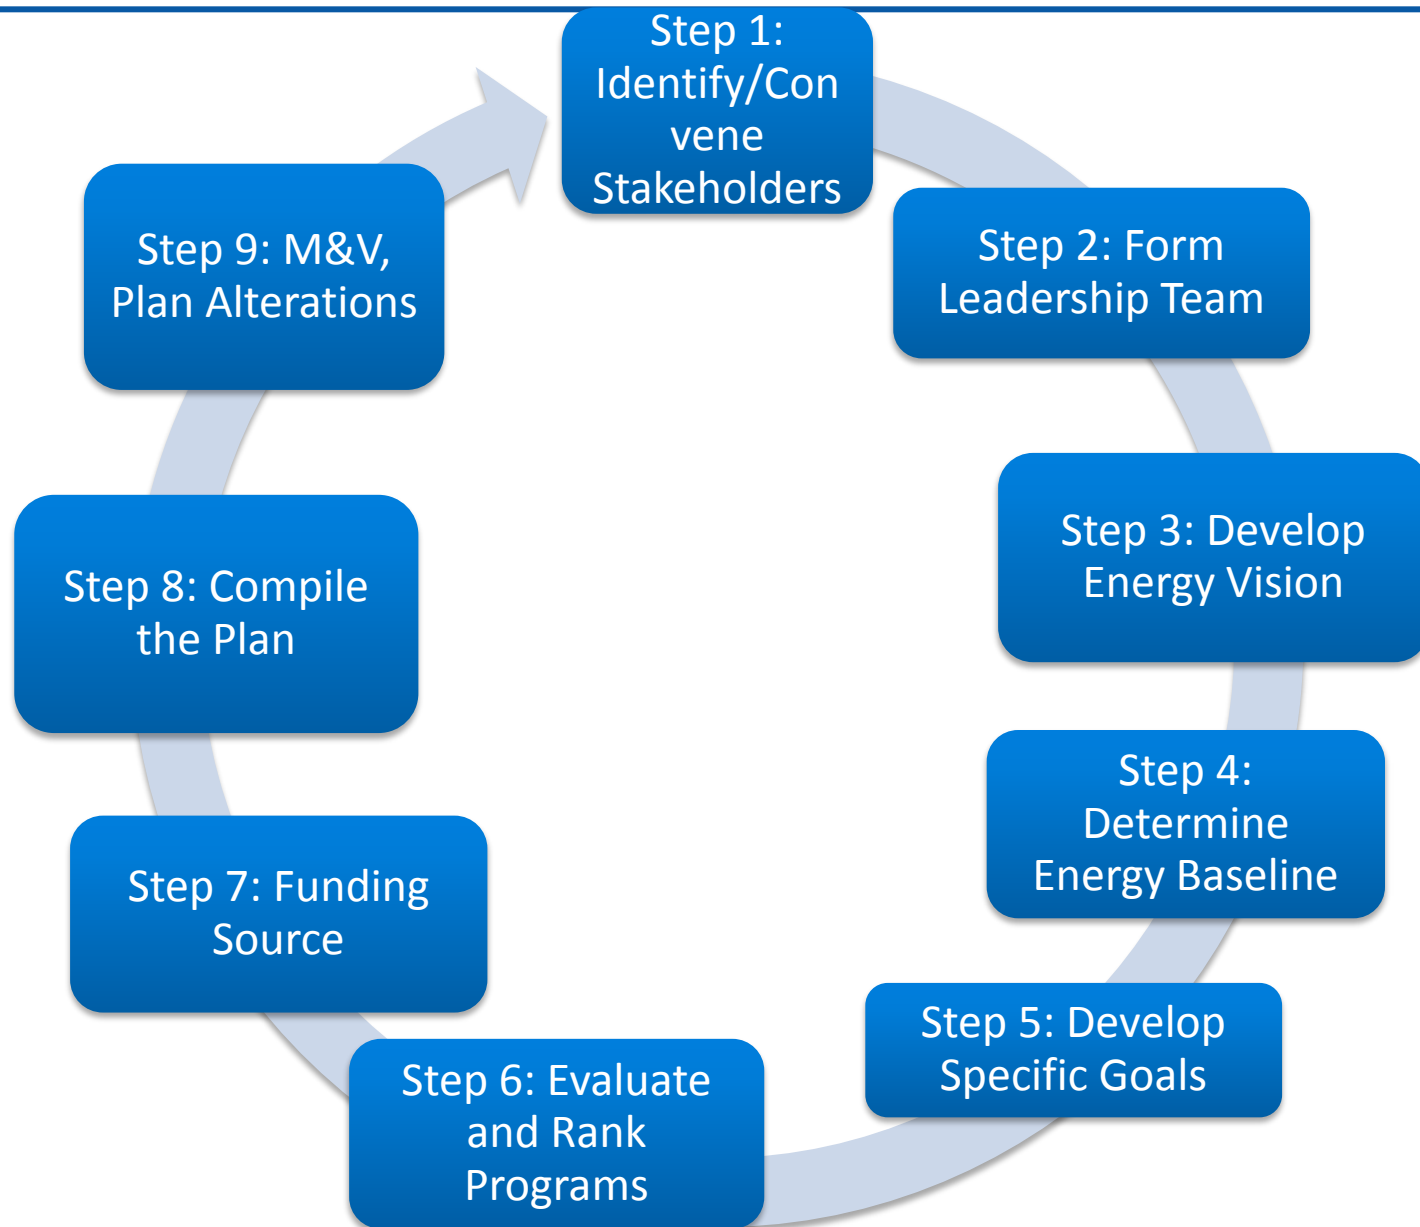 Step 1:
Identify/Con
vene
Stakeholders
Step 2: Form
Leadership Team
Step 3: Develop
Energy Vision
Step 4:
Determine
Energy Baseline
Step 5: Develop
Specific Goals
Step 6: Evaluate
and Rank
Programs
Step 7: Funding
Source
Step 8: Compile
the Plan
Step 9: M&V,
Plan Alterations